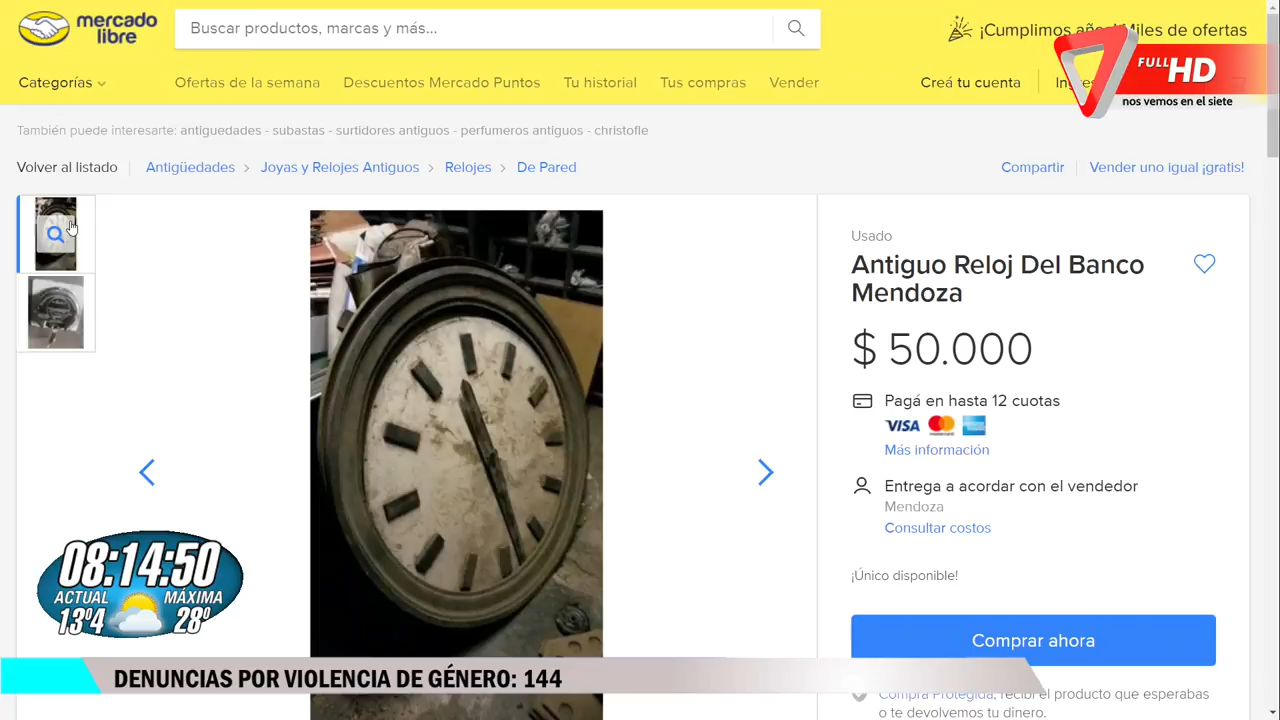 mercado
libre
Buscar productos, marcas y más...
¡Cumplimos Miles de ofertas
FULL HD
nos vemos en el siete
Categorías
Ofertas de la semana
Descuentos Mercado Puntos
Tu historial
Tus compras
Vender
Creá tu cuenta
También puede interesarte: antiguedades - subastas - surtidores antiguos - perfumeros antiguos - christofle
Volver al listado
Antigüedades > Joyas y Relojes Antiguos > Relojes > De Pared
Compartir
Vender uno igual ¡gratis!
Usado
Antiguo Reloj Del Banco
Mendoza
$ 50.000
Pagá en hasta 12 cuotas
VISA
Más información
Entrega a acordar con el vendedor
Mendoza
Consultar costos
¡Único disponible!
Comprar ahora
Compra Protegida, recibí el producto que esperabas
o te devolvemos tu dinero.
08:14:50
ACTUAL MÁXIMA
13°4 28°
DENUNCIAS POR VIOLENCIA DE GÉNERO: 144